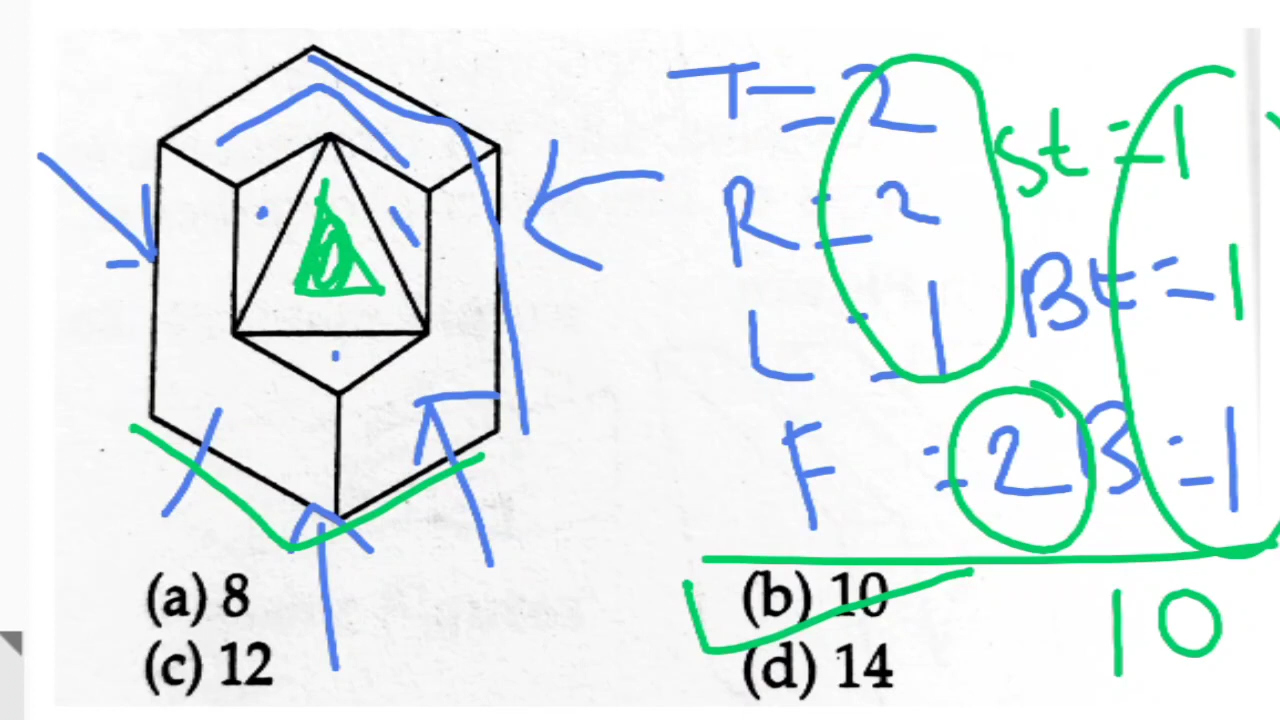 T - = 2
St = 1
R = 2
Bt = 1
L = 1
F = 2
B = 1
10
(a) 8
(b) 10
(c) 12
(d) 14